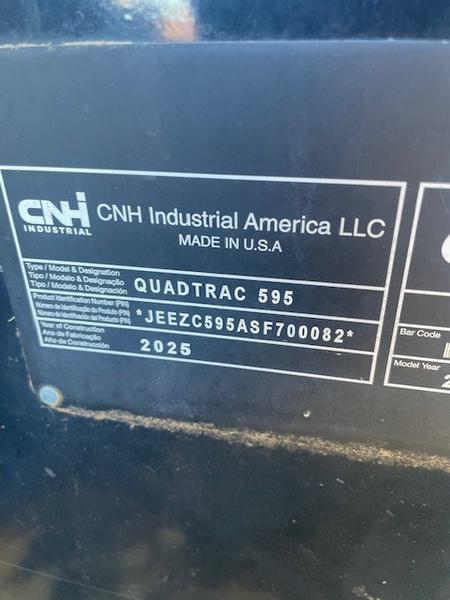 CNH
INDUSTRIAL
CNH Industrial America LLC
MADE IN U.S.A
Type / Model & Designation
Tipo / Modelo & Designação
Tipo / Modelo & Designación
QUADTRAC 595
Product Identification Number (PIN)
Número de Identificação do Produto (PIN)
Número de Identificación del Producto (PIN)
*JEEZC595ASF700082*
Year of Construction
Ano de Fabricação
Año de Construcción
2025
Bar Code
Model Year